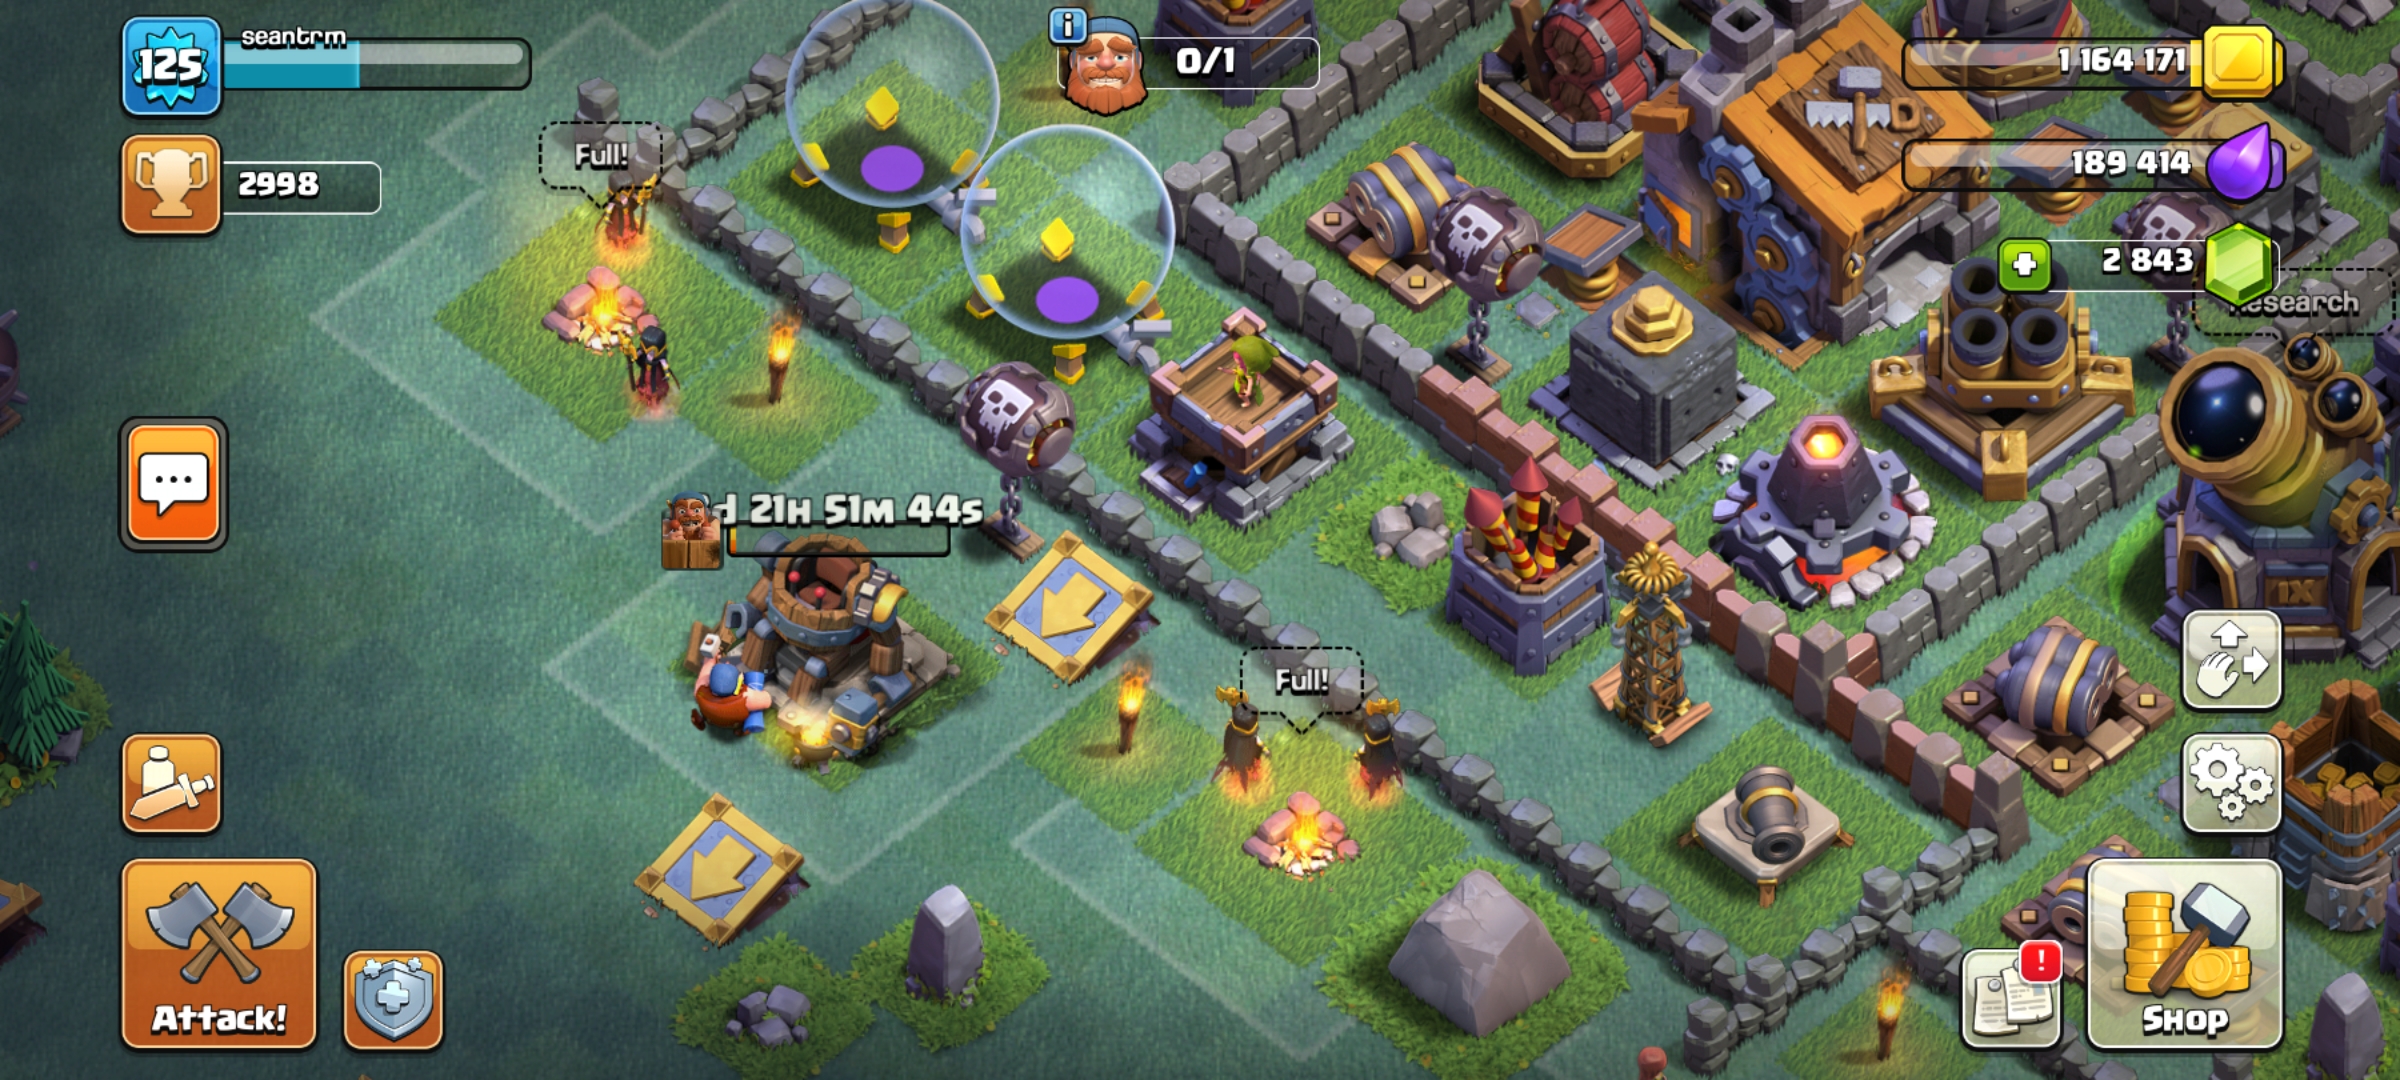 125
seantrm
0/1
1 164 171
Full!
189 414
2998
2 843
d 21H 51M 44s
IX
Full!
!
Attack!
Shop